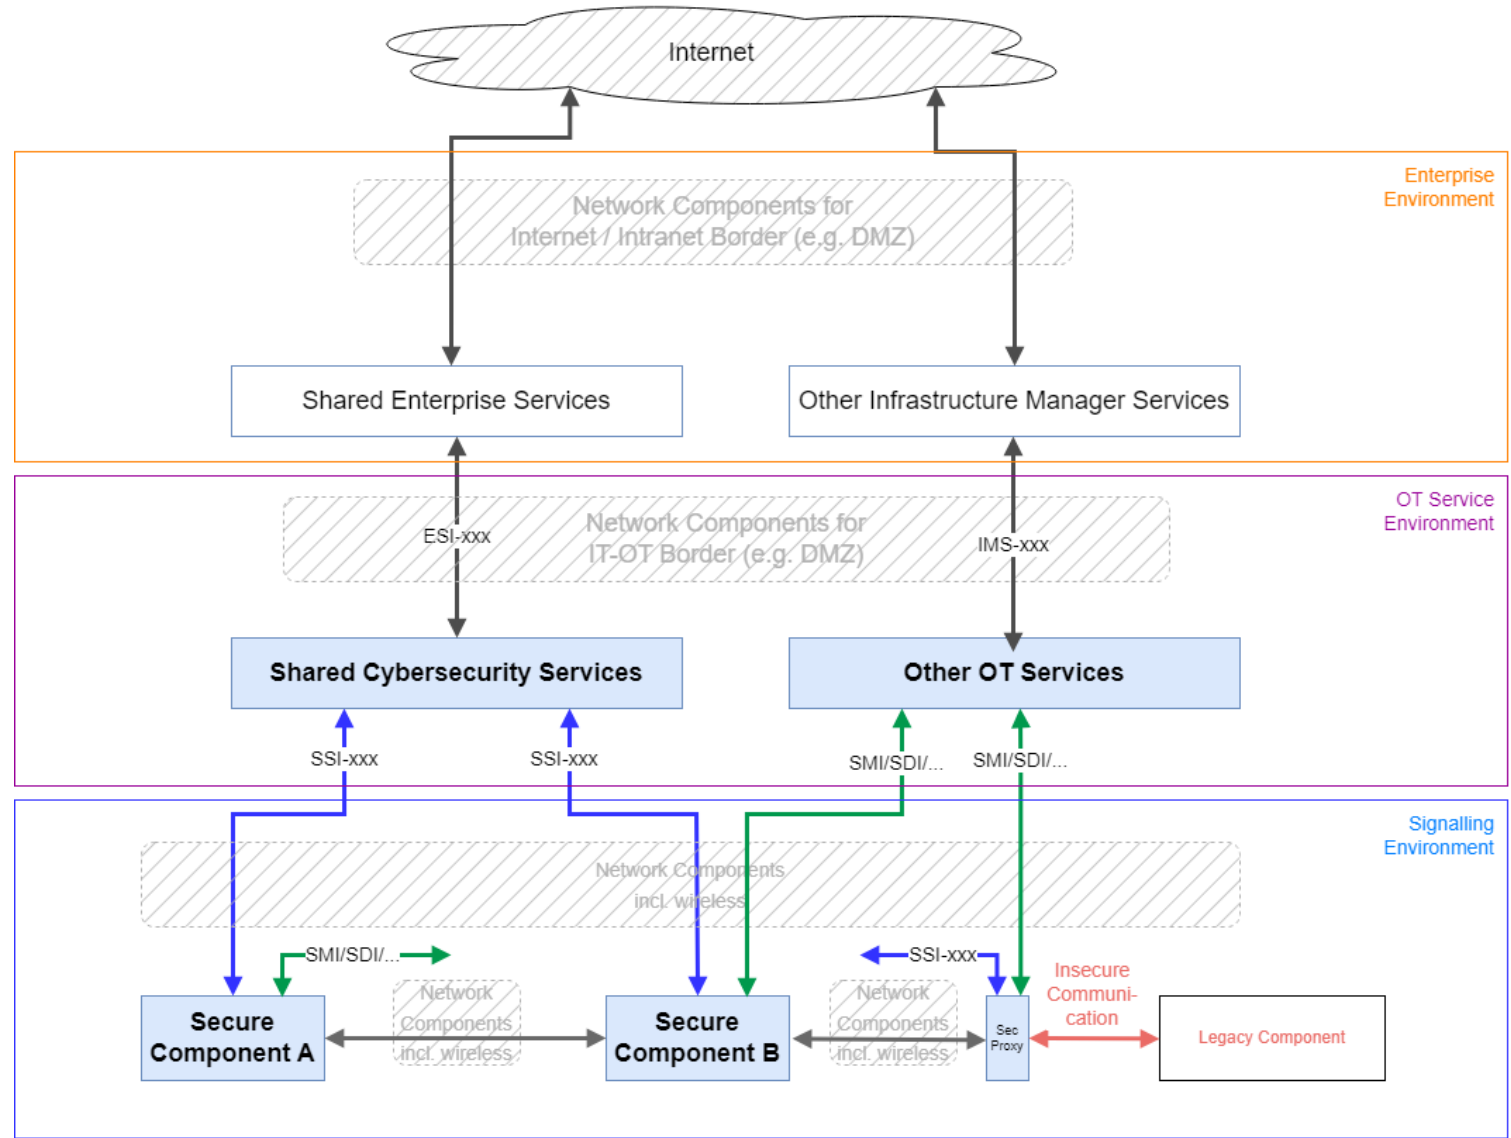 Internet
Enterprise
Environment
Network Components for
Internet / Intranet Border (e.g. DMZ)
Shared Enterprise Services
Other Infrastructure Manager Services
OT Service
Environment
Network Components for
IT-OT Border (e.g. DMZ)
ESI-xxx
IMS-xxx
Shared Cybersecurity Services
Other OT Services
SSI-xxx
SSI-xxx
SMI/SDI/...
SMI/SDI/...
Signalling
Environment
Network Components
incl. wireless
SMI/SDI/...
SSI-xxx
Insecure
Communi-
cation
Network
Components
incl. wireless
Network
Components
incl. wireless
Secure
Component A
Secure
Component B
Sec
Proxy
Legacy Component